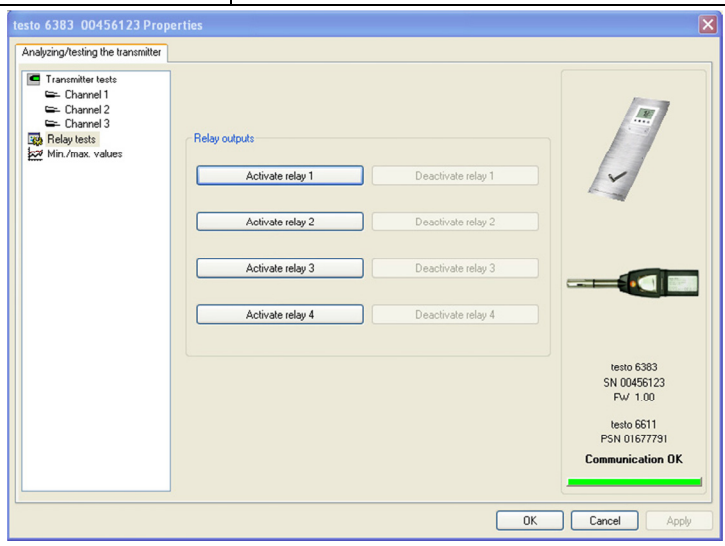 testo 6383 00456123 Properties
Analyzing/testing the transmitter
Transmitter tests
Channel 1
Channel 2
Channel 3
Relay tests
Min./max. values
Relay outputs
Activate relay 1 Deactivate relay 1
Activate relay 2 Deactivate relay 2
Activate relay 3 Deactivate relay 3
Activate relay 4 Deactivate relay 4
testo 6383
SN 00456123
FW 1.00
testo 6611
PSN 01677791
Communication OK
OK Cancel Apply